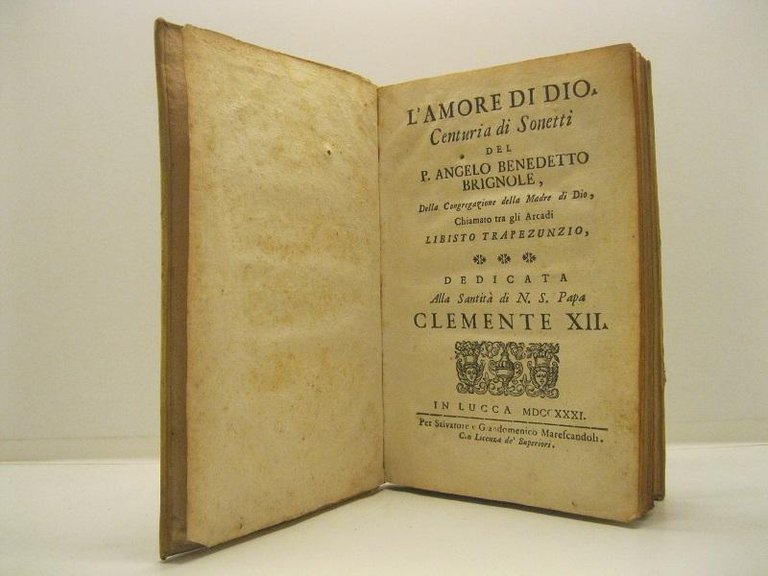 L'AMORE DI DIO.
Centuria di Sonetti
DEL
P. ANGELO BENEDETTO
BRIGNOLE,
Della Congregazione della Madre di Dio,
Chiamato tra gli Arcadi
LIBISTO TRAPEZUNZIO,
DEDICATA
Alla Santità di N. S. Papa
CLEMENTE XII.
IN LUCCA MDCCXXXI.
Per Salvatore e Giandomenico Marescandoli.
Con Licenza de' Superiori.